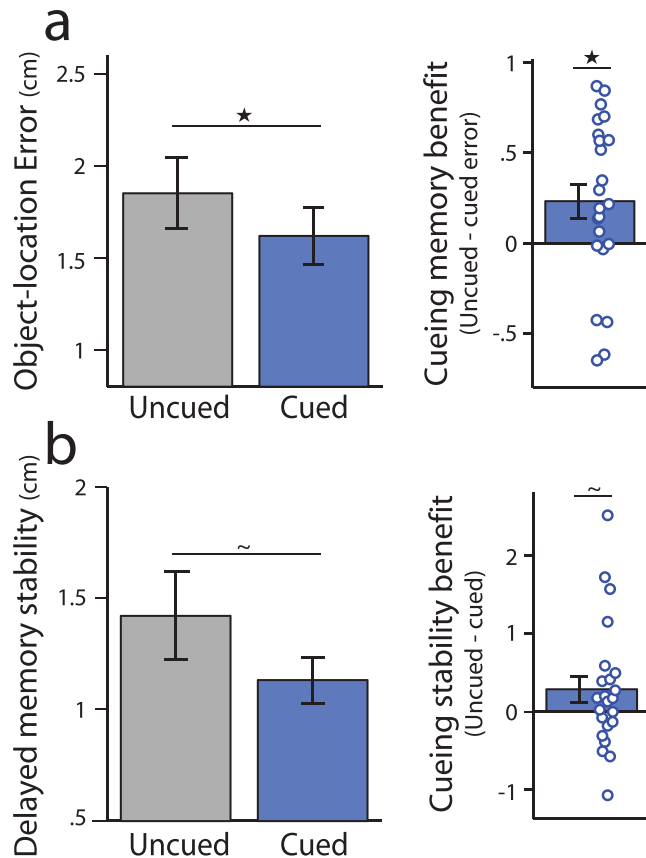 a
Object-location Error (cm)
2.5
2
1.5
1
★
Uncued
Cued
Cueing memory benefit
(Uncued - cued error)
1
.5
0
-.5
★
b
Delayed memory stability (cm)
2
1.5
1
.5
~
Uncued
Cued
Cueing stability benefit
(Uncued - cued)
2
1
0
-1
~